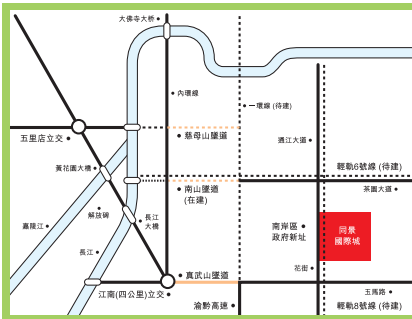 大佛寺大桥
內環線
一環線 (待建)
五里店立交
慈母山隧道
通江大道
黃花園大橋
輕軌6號線 (待建)
南山隧道
(在建)
茶園大道
解放碑
長江
大橋
嘉陵江
南岸區
政府新址
同景
國際城
長江
真武山隧道
花街
江南(四公里)立交
渝黔高速
玉馬路
輕軌8號線 (待建)